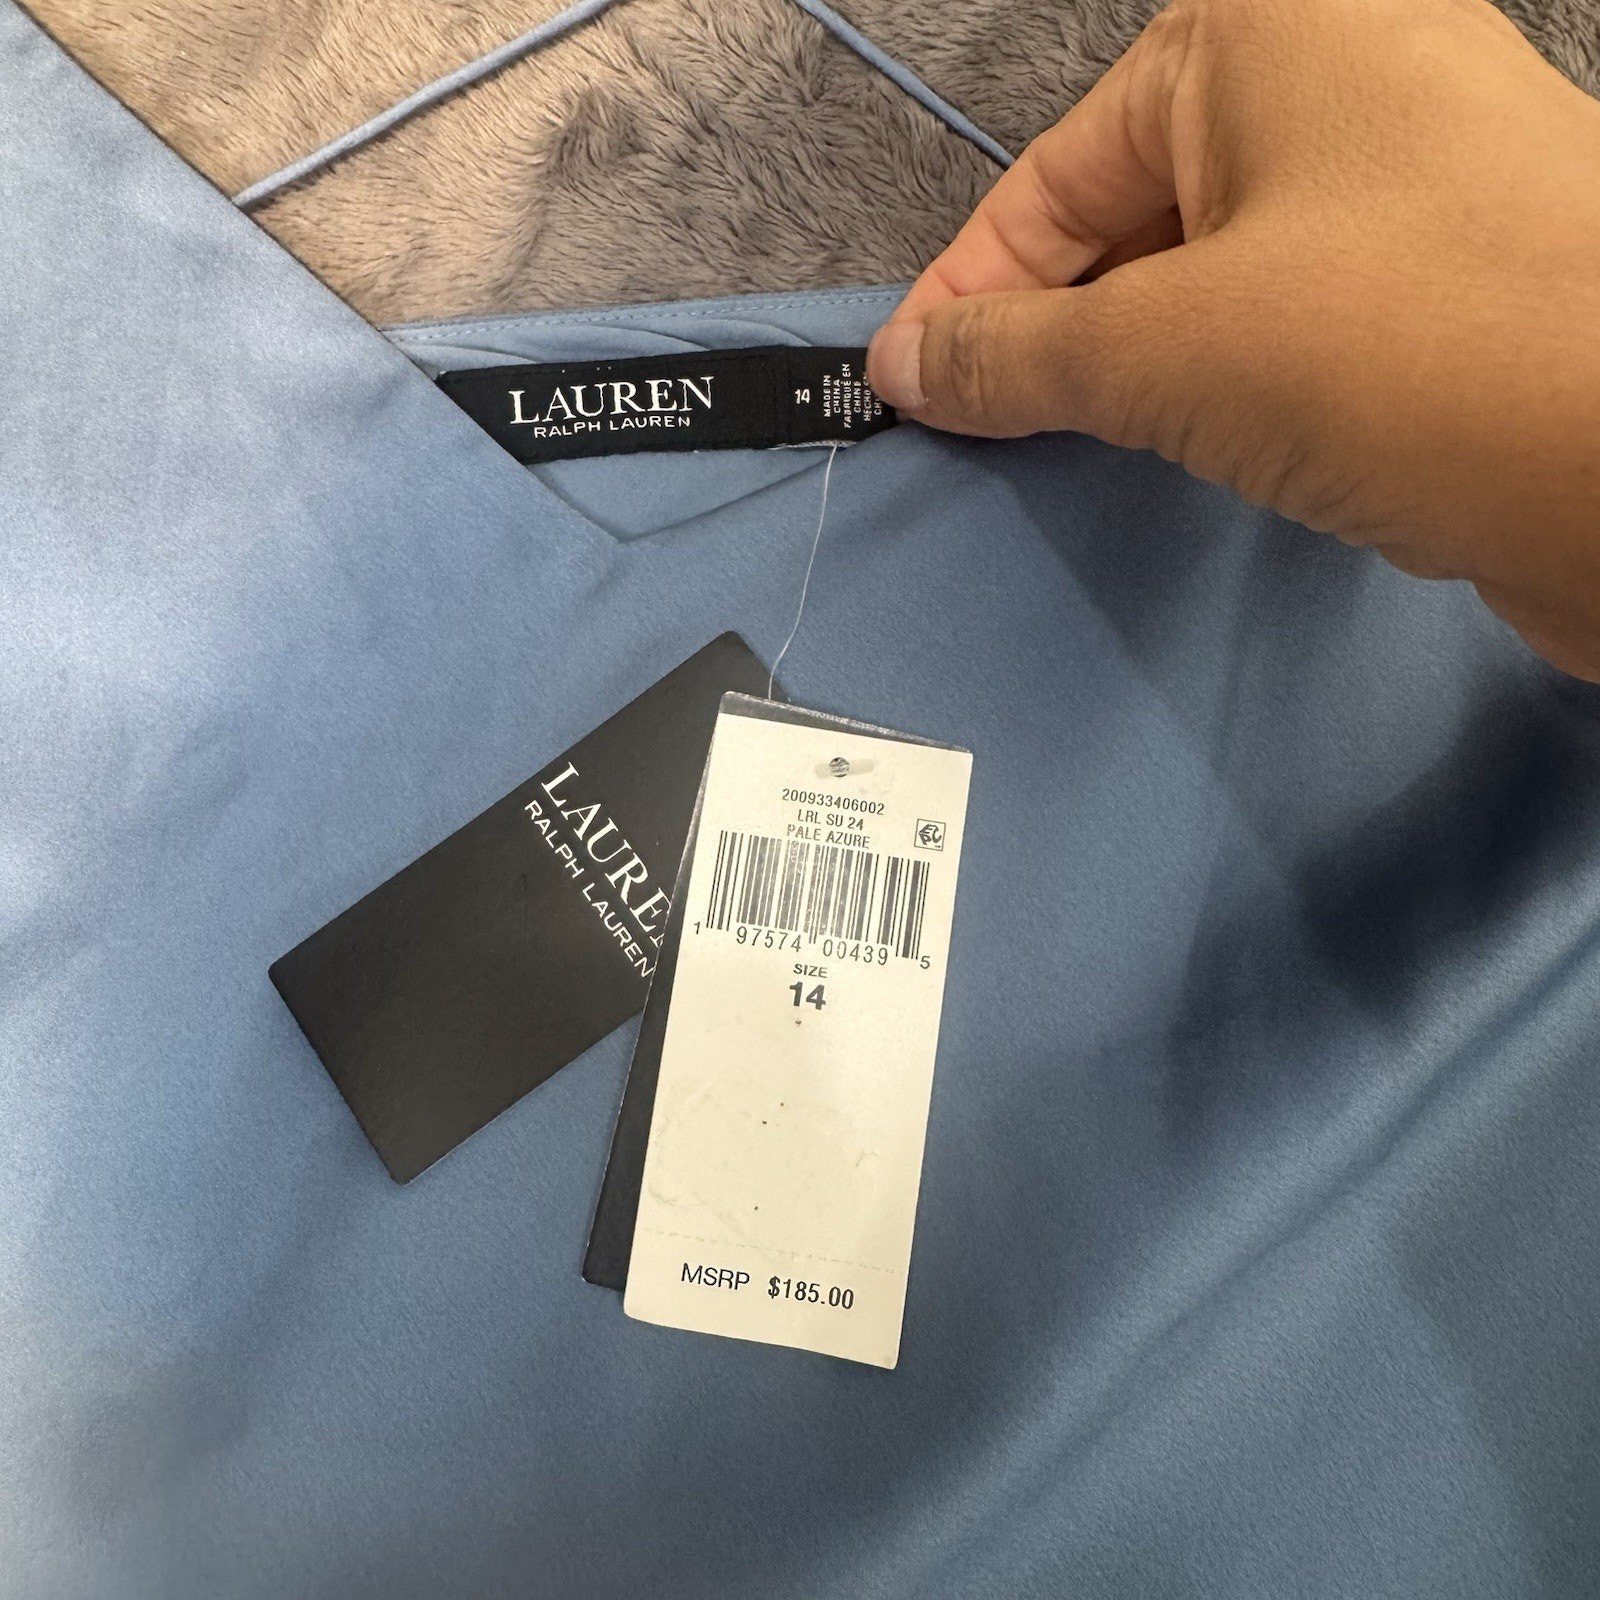 LAUREN
RALPH LAUREN
14
MADE IN
CHINA
FABRIQUÉ EN
CHINE
HECHO
LAUREN
RALPH LAUREN
200933406002
LRL SU 24
PALE AZURE
1 97574 00439 5
SIZE
14
MSRP $185.00